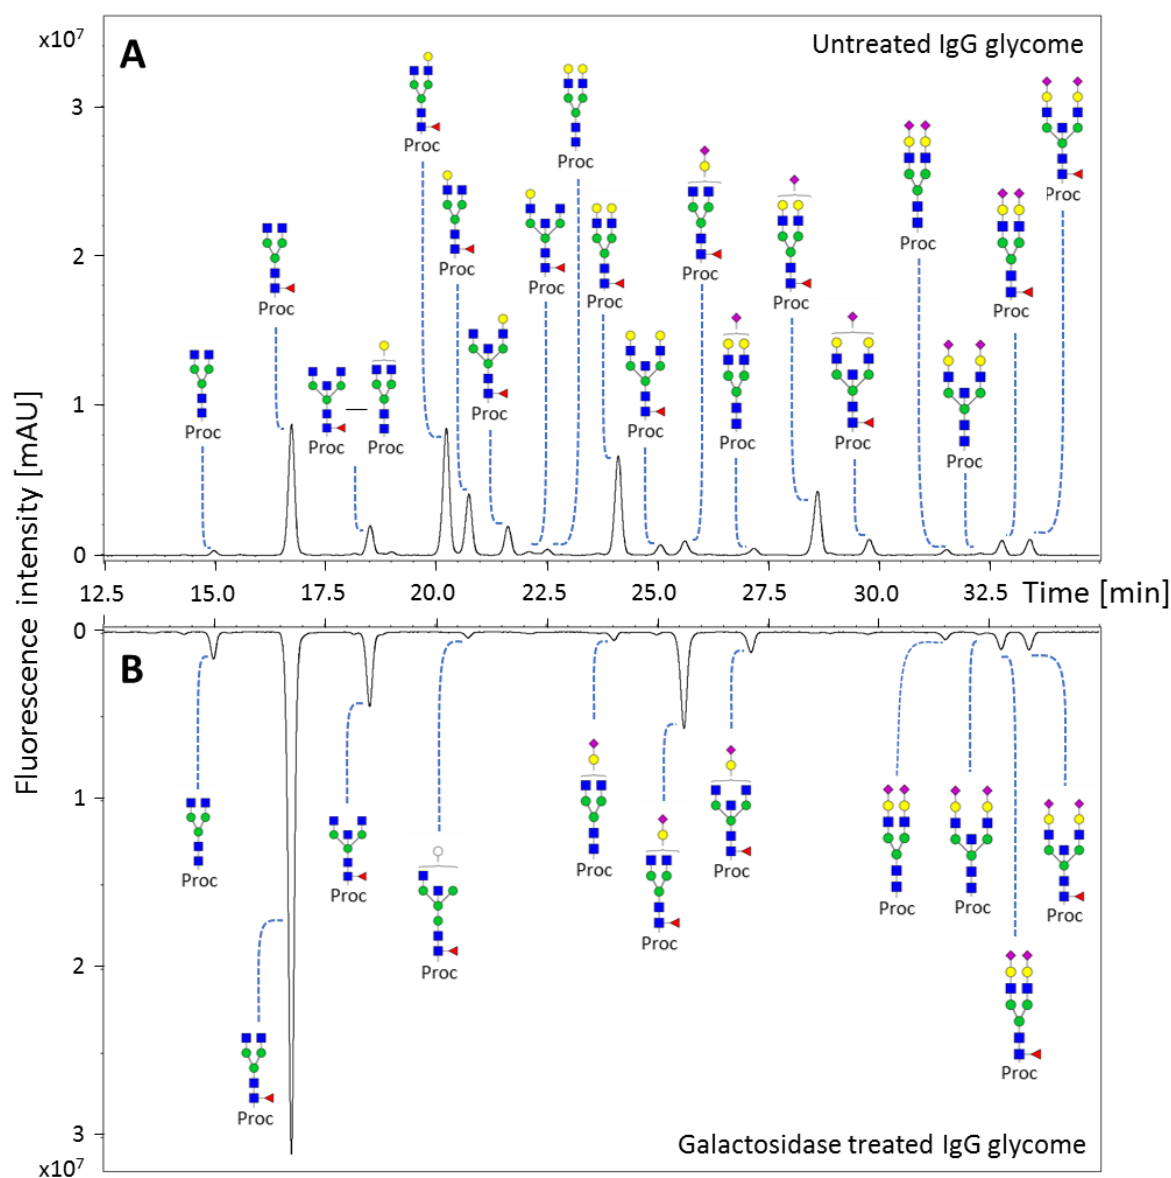 x10⁷
A
Untreated IgG glycome
3
Proc
Proc
2
Proc
Proc
Proc
Proc
Proc
Proc
Proc
Proc
Proc
1
Proc
Proc
Proc
Proc
Proc
Proc
Proc
Proc
Proc
0
12.5 15.0 17.5 20.0 22.5 25.0 27.5 30.0 32.5 Time [min]
Fluorescence intensity [mAU]
0
B
1
Proc
Proc
Proc
Proc
Proc
Proc
Proc
Proc
Proc
2
Proc
Proc
Proc
3
Galactosidase treated IgG glycome
x10⁷